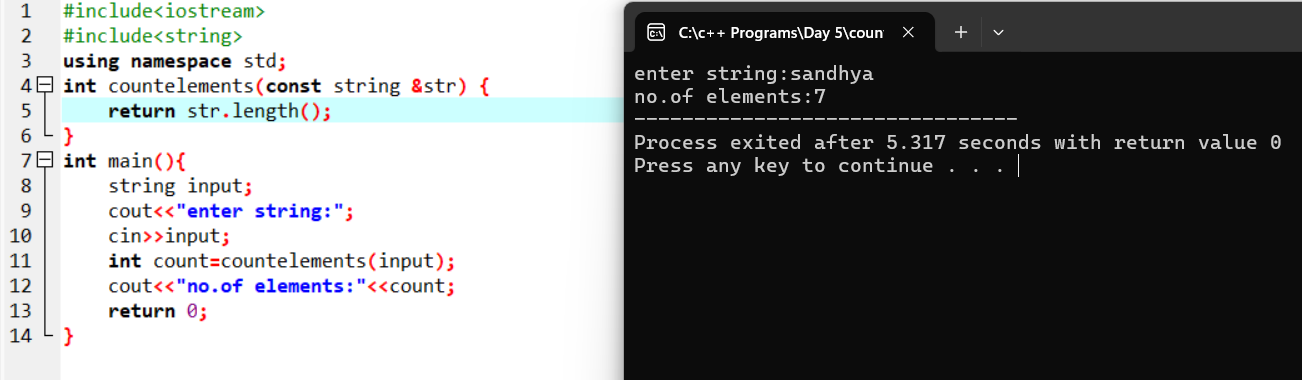 1 #include<iostream>
2 #include<string>
3 using namespace std;
4 int countelements(const string &str) {
5 return str.length();
6 }
7 int main(){
8 string input;
9 cout<<"enter string:";
10 cin>>input;
11 int count=countelements(input);
12 cout<<"no.of elements:"<<count;
13 return 0;
14 }
C:\c++ Programs\Day 5\coun
enter string:sandhya
no.of elements:7
--------------------------------
Process exited after 5.317 seconds with return value 0
Press any key to continue . . .